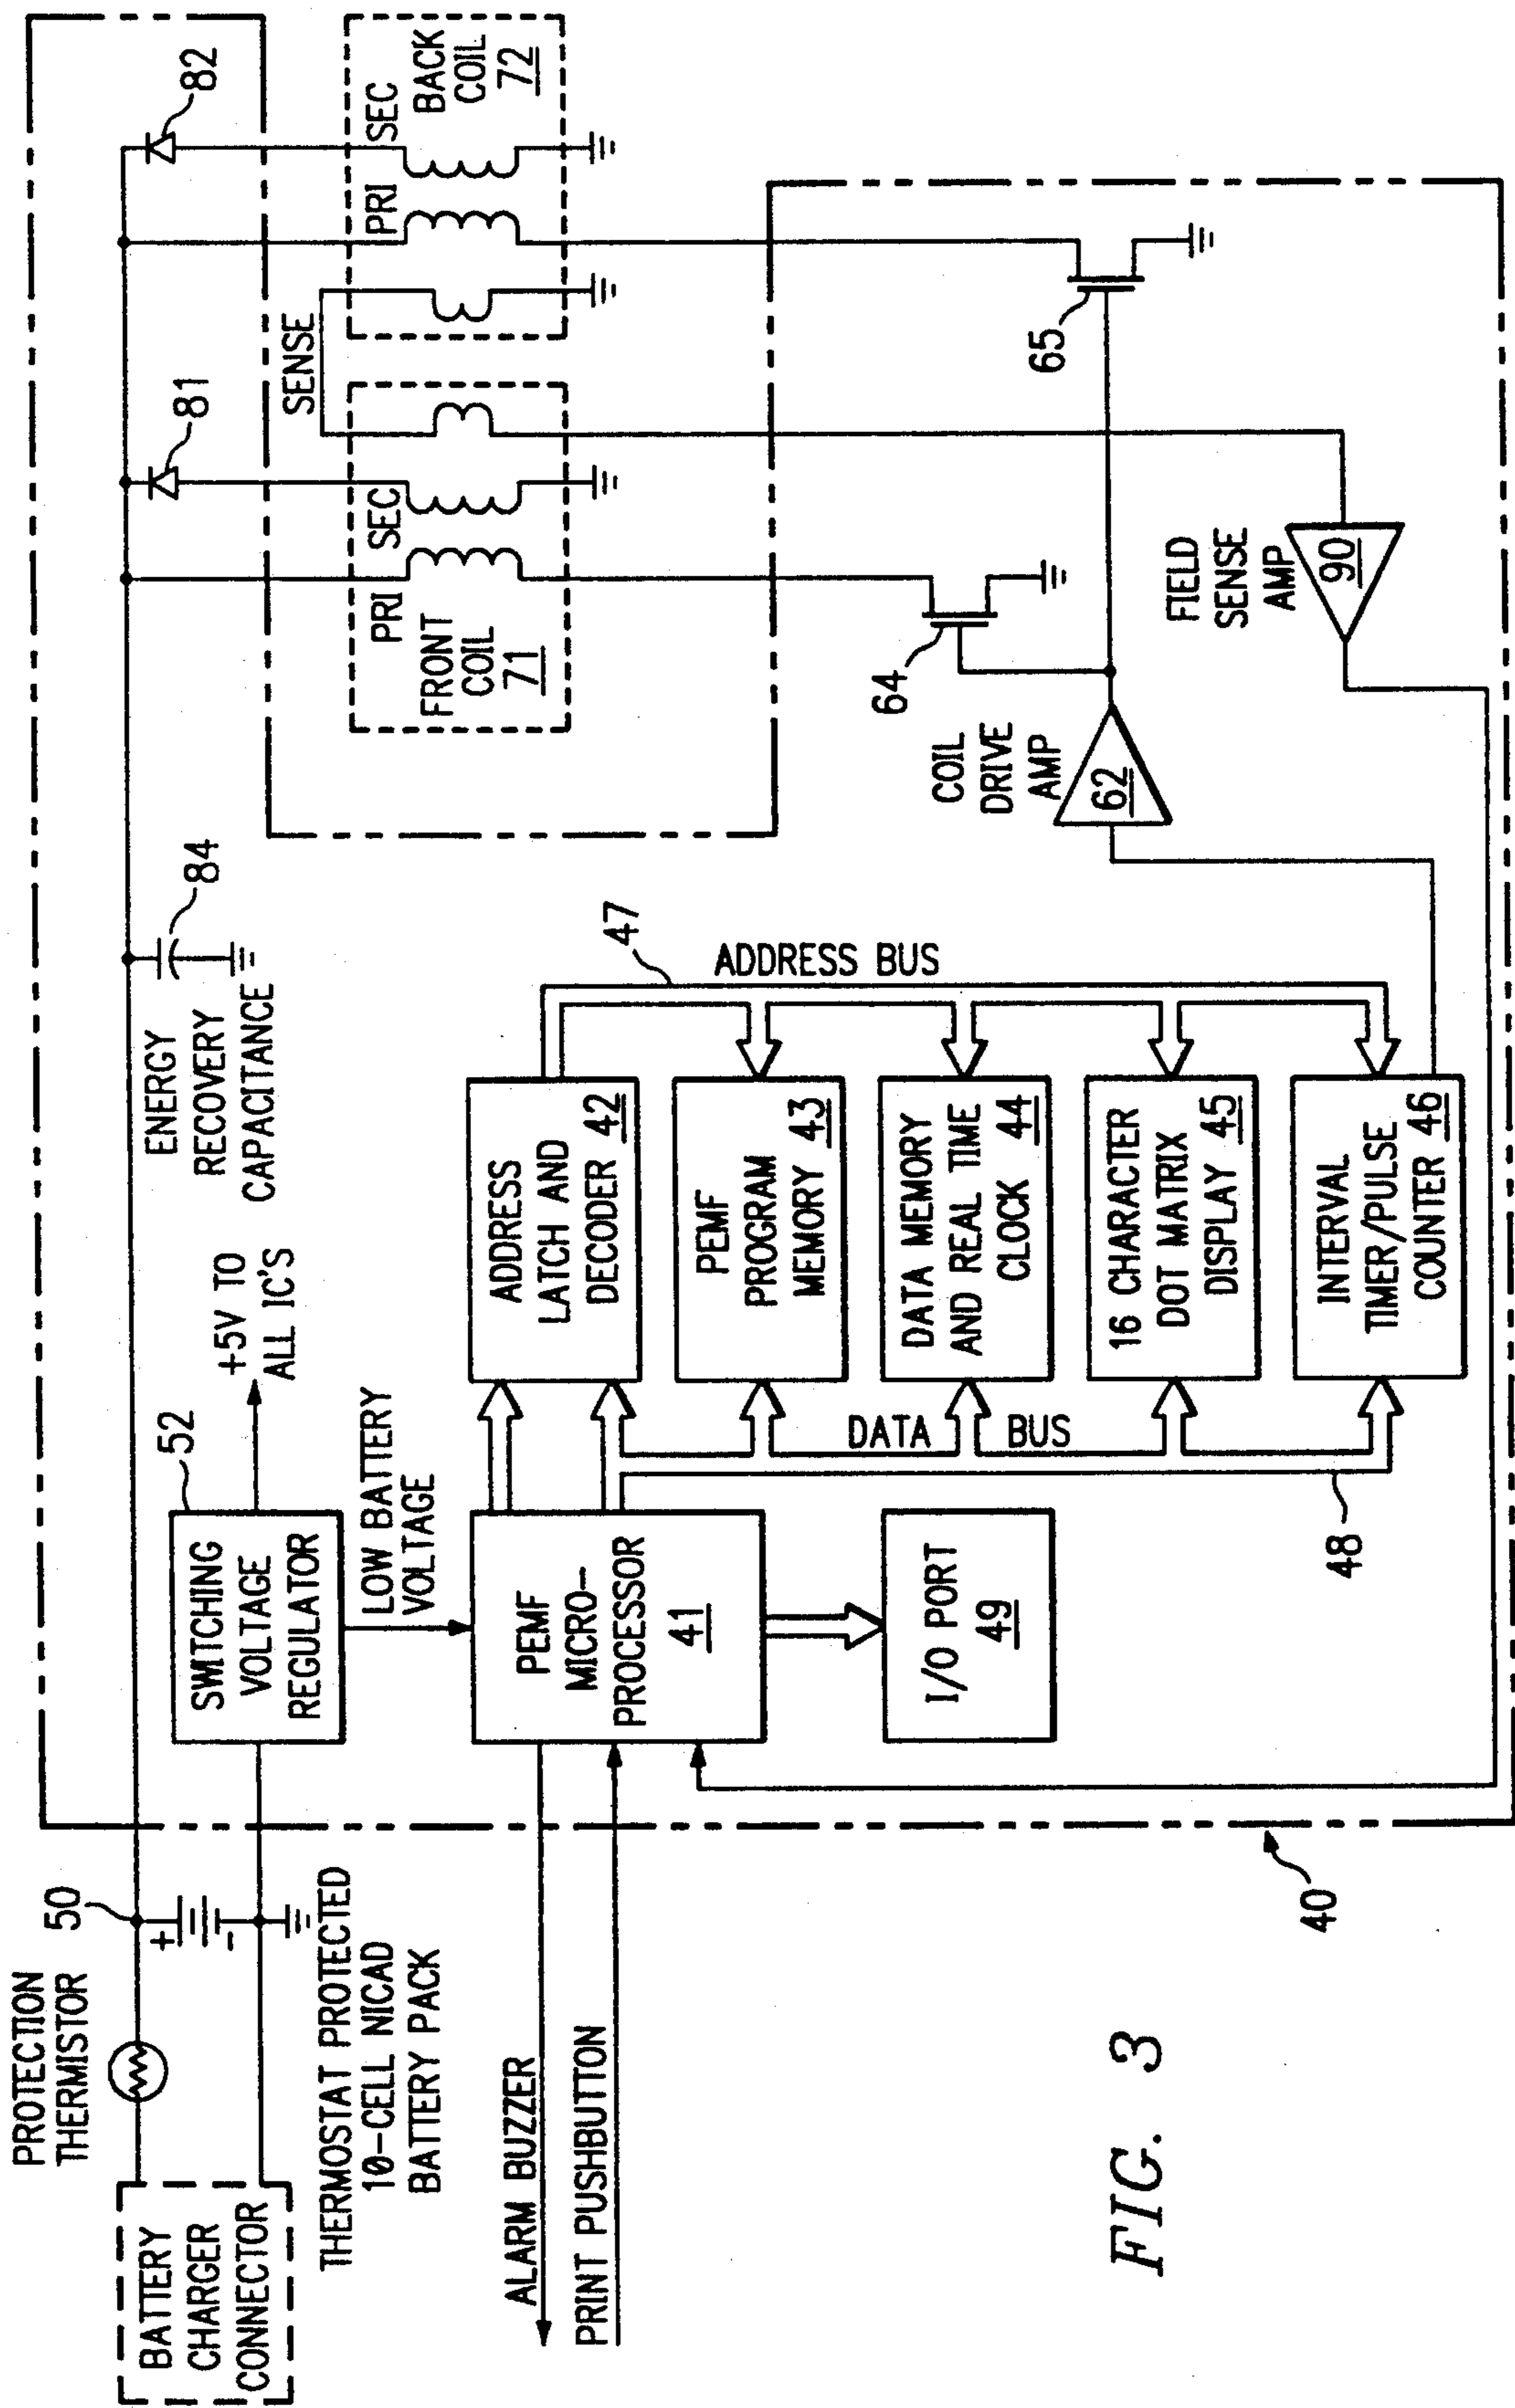 PROTECTION
THERMISTOR
50
+
-
BATTERY
CHARGER
CONNECTOR
THERMOSTAT PROTECTED
10-CELL NICAD
BATTERY PACK
ALARM BUZZER
PRINT PUSHBUTTON
52
SWITCHING
VOLTAGE
REGULATOR
+5V TO
ALL IC'S
LOW BATTERY
VOLTAGE
ENERGY
RECOVERY
CAPACITANCE
84
81
82
SENSE
PRI
SEC
FRONT
COIL
71
PRI
SEC
BACK
COIL
72
PEMF
MICRO-
PROCESSOR
41
ADDRESS
LATCH AND
DECODER 42
PEMF
PROGRAM
MEMORY 43
DATA MEMORY
AND REAL TIME
CLOCK 44
16 CHARACTER
DOT MATRIX
DISPLAY 45
INTERVAL
TIMER/PULSE
COUNTER 46
47
ADDRESS BUS
DATA BUS
48
I/O PORT
49
64
65
COIL
DRIVE
AMP
62
FIELD
SENSE
AMP
90
40
FIG. 3